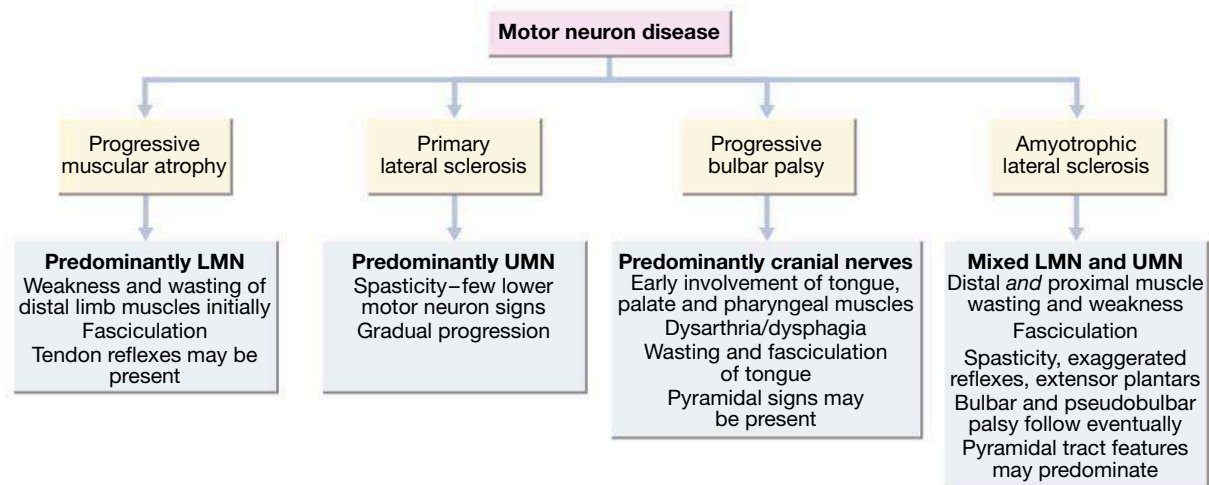 Motor neuron disease
Progressive
muscular atrophy
Primary
lateral sclerosis
Progressive
bulbar palsy
Amyotrophic
lateral sclerosis
Predominantly LMN
Weakness and wasting of
distal limb muscles initially
Fasciculation
Tendon reflexes may be
present
Predominantly UMN
Spasticity–few lower
motor neuron signs
Gradual progression
Predominantly cranial nerves
Early involvement of tongue,
palate and pharyngeal muscles
Dysarthria/dysphagia
Wasting and fasciculation
of tongue
Pyramidal signs may
be present
Mixed LMN and UMN
Distal and proximal muscle
wasting and weakness
Fasciculation
Spasticity, exaggerated
reflexes, extensor plantars
Bulbar and pseudobulbar
palsy follow eventually
Pyramidal tract features
may predominate